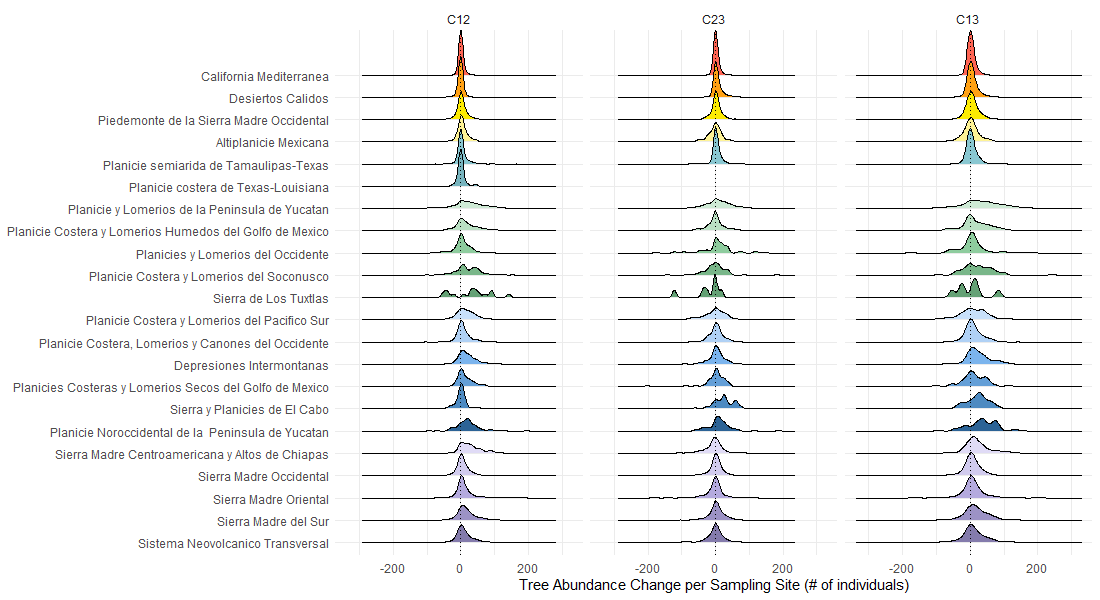 C12 C23 C13
California Mediterranea
Desiertos Calidos
Piedemonte de la Sierra Madre Occidental
Altiplanicie Mexicana
Planicie semiarida de Tamaulipas-Texas
Planicie costera de Texas-Louisiana
Planicie y Lomerios de la Peninsula de Yucatan
Planicie Costera y Lomerios Humedos del Golfo de Mexico
Planicies y Lomerios del Occidente
Planicie Costera y Lomerios del Soconusco
Sierra de Los Tuxtlas
Planicie Costera y Lomerios del Pacifico Sur
Planicie Costera, Lomerios y Canones del Occidente
Depresiones Intermontanas
Planicies Costeras y Lomerios Secos del Golfo de Mexico
Sierra y Planicies de El Cabo
Planicie Noroccidental de la  Peninsula de Yucatan
Sierra Madre Centroamericana y Altos de Chiapas
Sierra Madre Occidental
Sierra Madre Oriental
Sierra Madre del Sur
Sistema Neovolcanico Transversal
-200 0 200 -200 0 200 -200 0 200
Tree Abundance Change per Sampling Site (# of individuals)